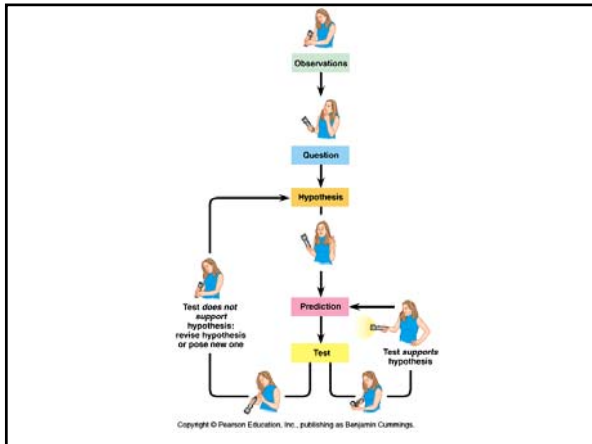 Observations
Question
Hypothesis
Prediction
Test
Test does not
support
hypothesis:
revise hypothesis
or pose new one
Test supports
hypothesis
Copyright © Pearson Education, Inc., publishing as Benjamin Cummings.